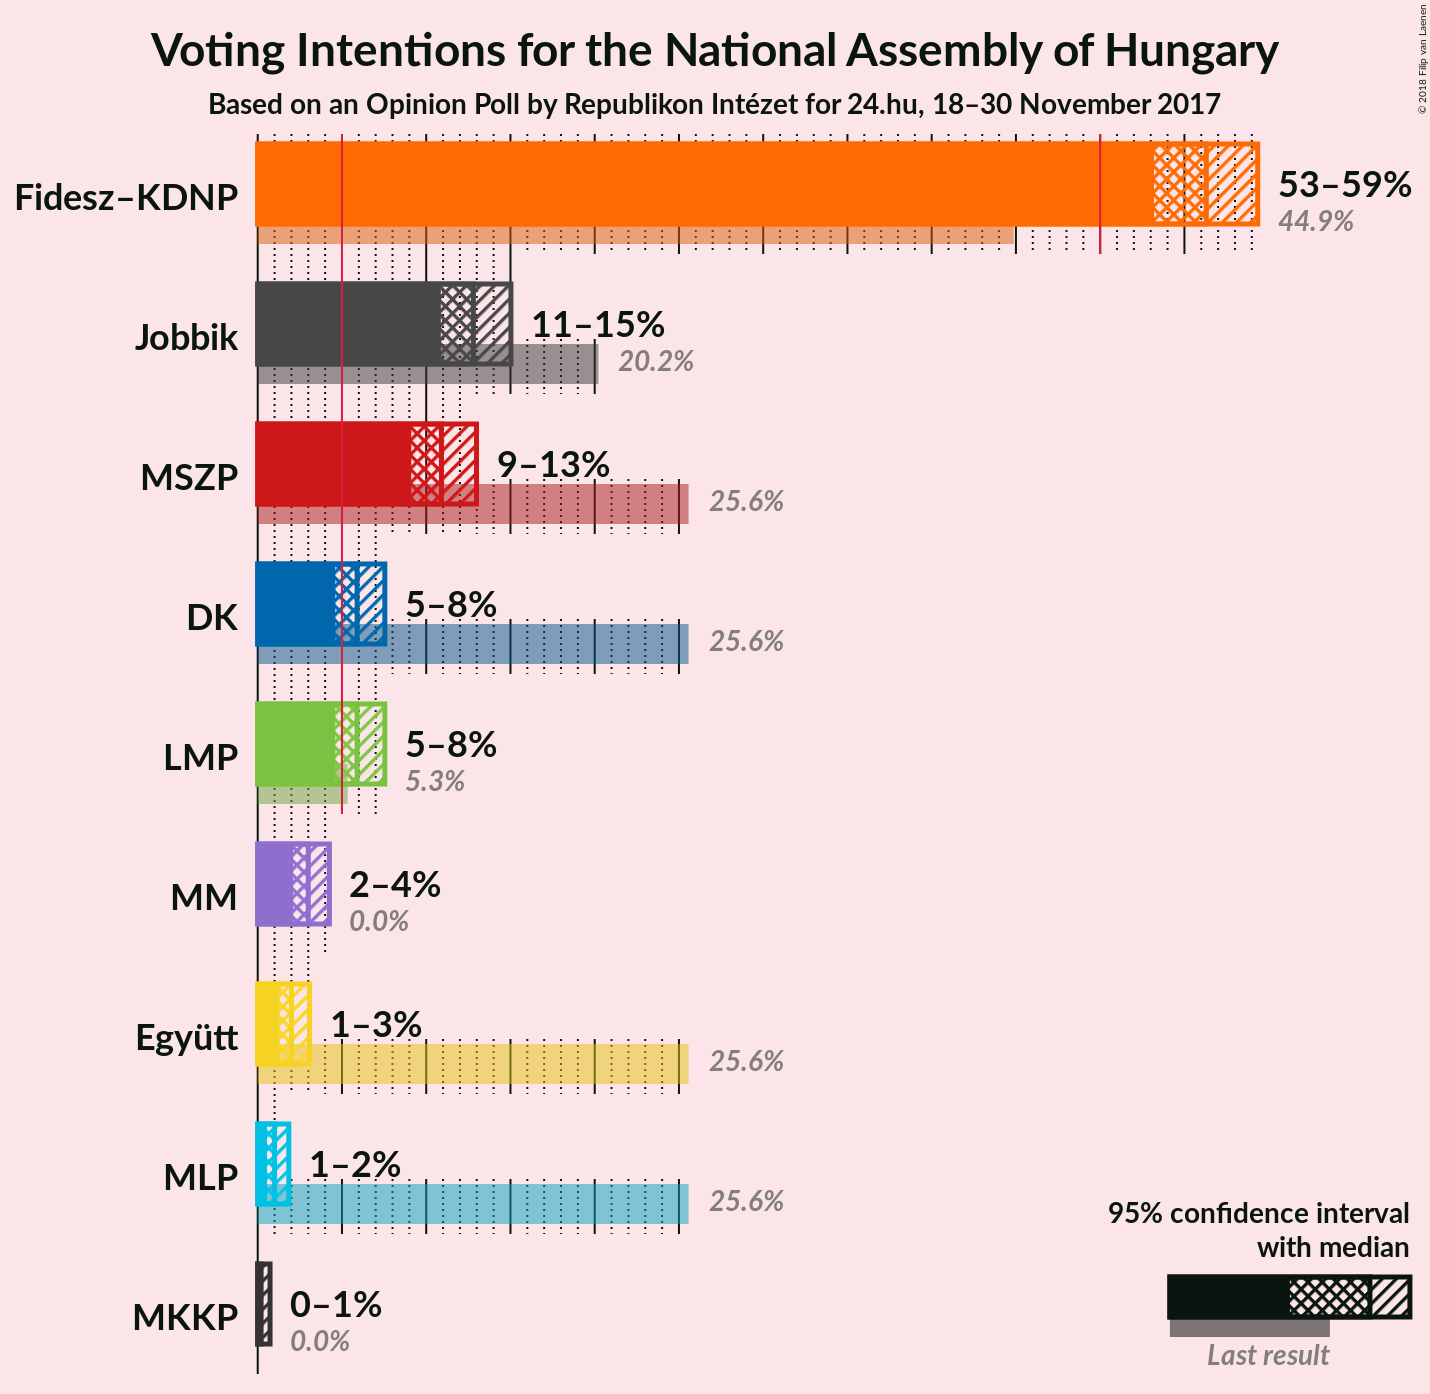 Voting Intentions for the National Assembly of Hungary
Based on an Opinion Poll by Republikon Intézet for 24.hu, 18–30 November 2017
© 2018 Filip van Laenen
Fidesz–KDNP
53–59%
44.9%
Jobbik
11–15%
20.2%
MSZP
9–13%
25.6%
DK
5–8%
25.6%
LMP
5–8%
5.3%
MM
2–4%
0.0%
Együtt
1–3%
25.6%
MLP
1–2%
25.6%
MKKP
0–1%
0.0%
95% confidence interval
with median
Last result